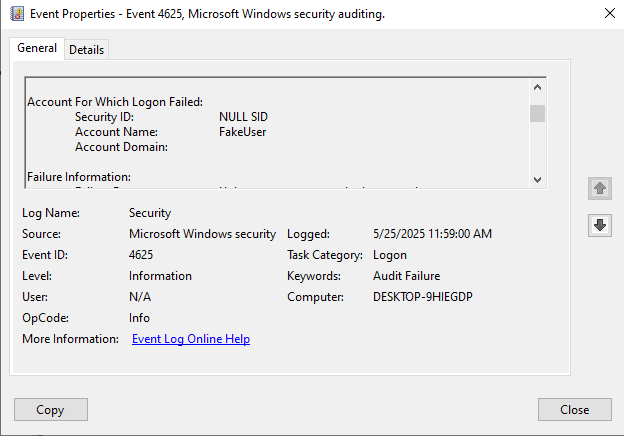 Event Properties - Event 4625, Microsoft Windows security auditing.
General Details
Account For Which Logon Failed:
Security ID: NULL SID
Account Name: FakeUser
Account Domain:
Failure Information:
Log Name: Security
Source: Microsoft Windows security Logged: 5/25/2025 11:59:00 AM
Event ID: 4625 Task Category: Logon
Level: Information Keywords: Audit Failure
User: N/A Computer: DESKTOP-9HIEGDP
OpCode: Info
More Information: Event Log Online Help
Copy Close